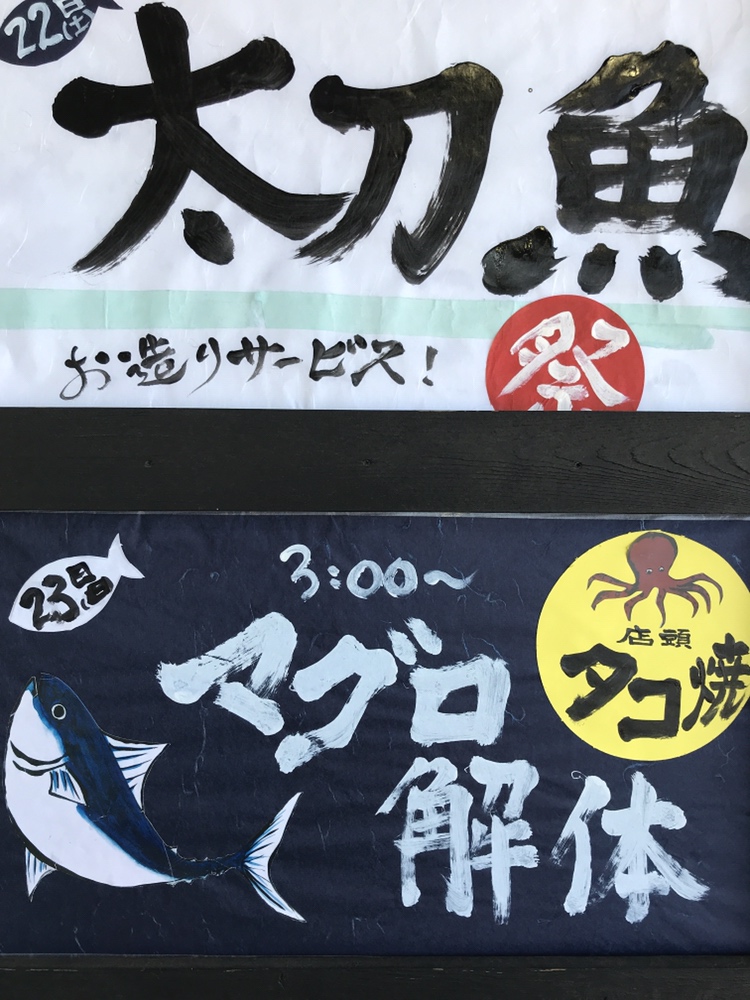 22日(土)
太刀魚
お造りサービス!
祭
23日(日)
3:00〜
マグロ
解体
店頭
タコ焼